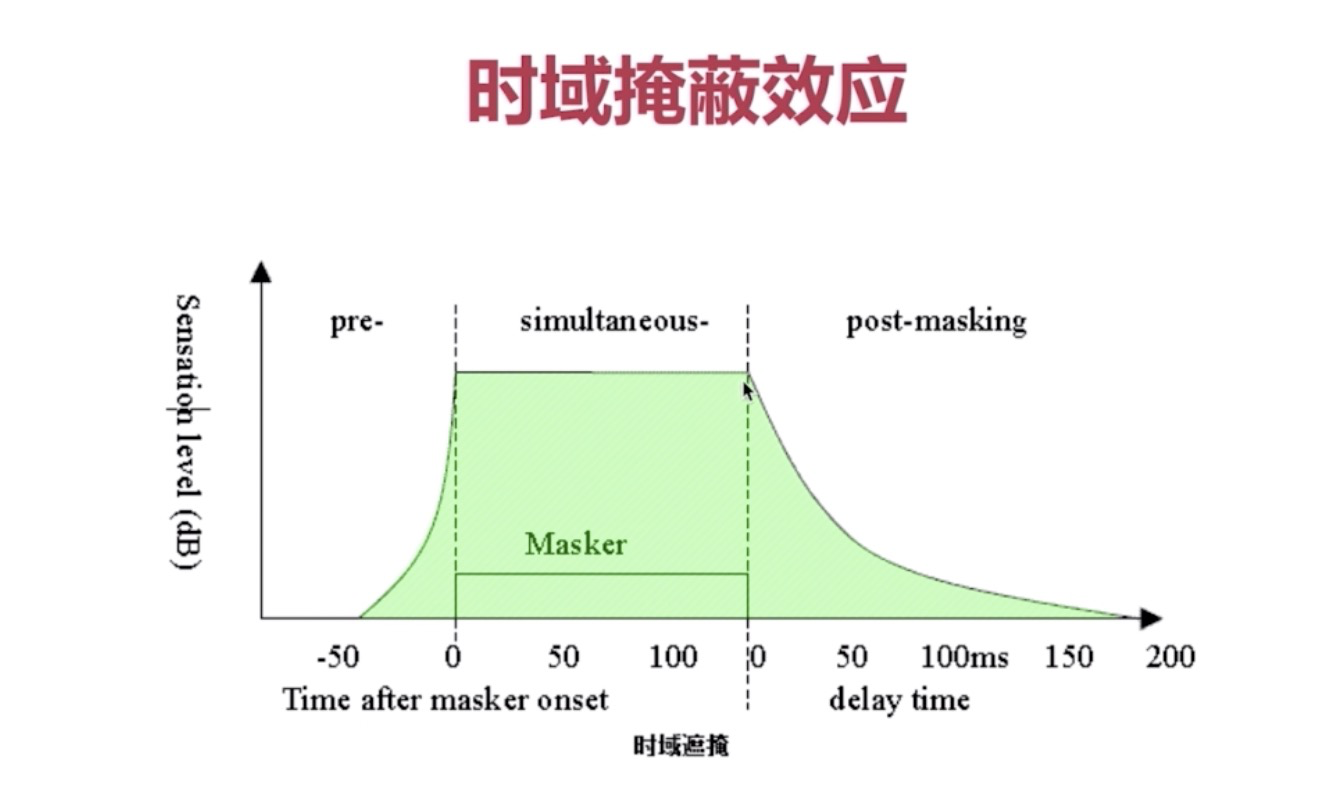 时域掩蔽效应
Sensation level (dB)
pre- simultaneous- post-masking
Masker
-50 0 50 100 0 50 100ms 150 200
Time after masker onset delay time
时域遮掩